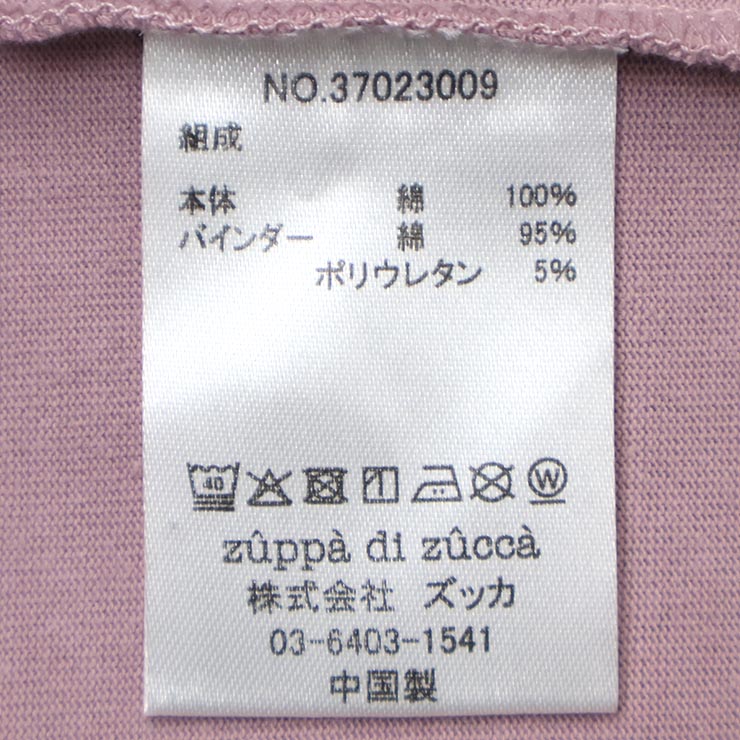 NO.37023009
組成
本体 綿 100%
バインダー 綿 95%
ポリウレタン 5%
40 W
zûppà di zûccà
株式会社 ズッカ
03-6403-1541
中国製